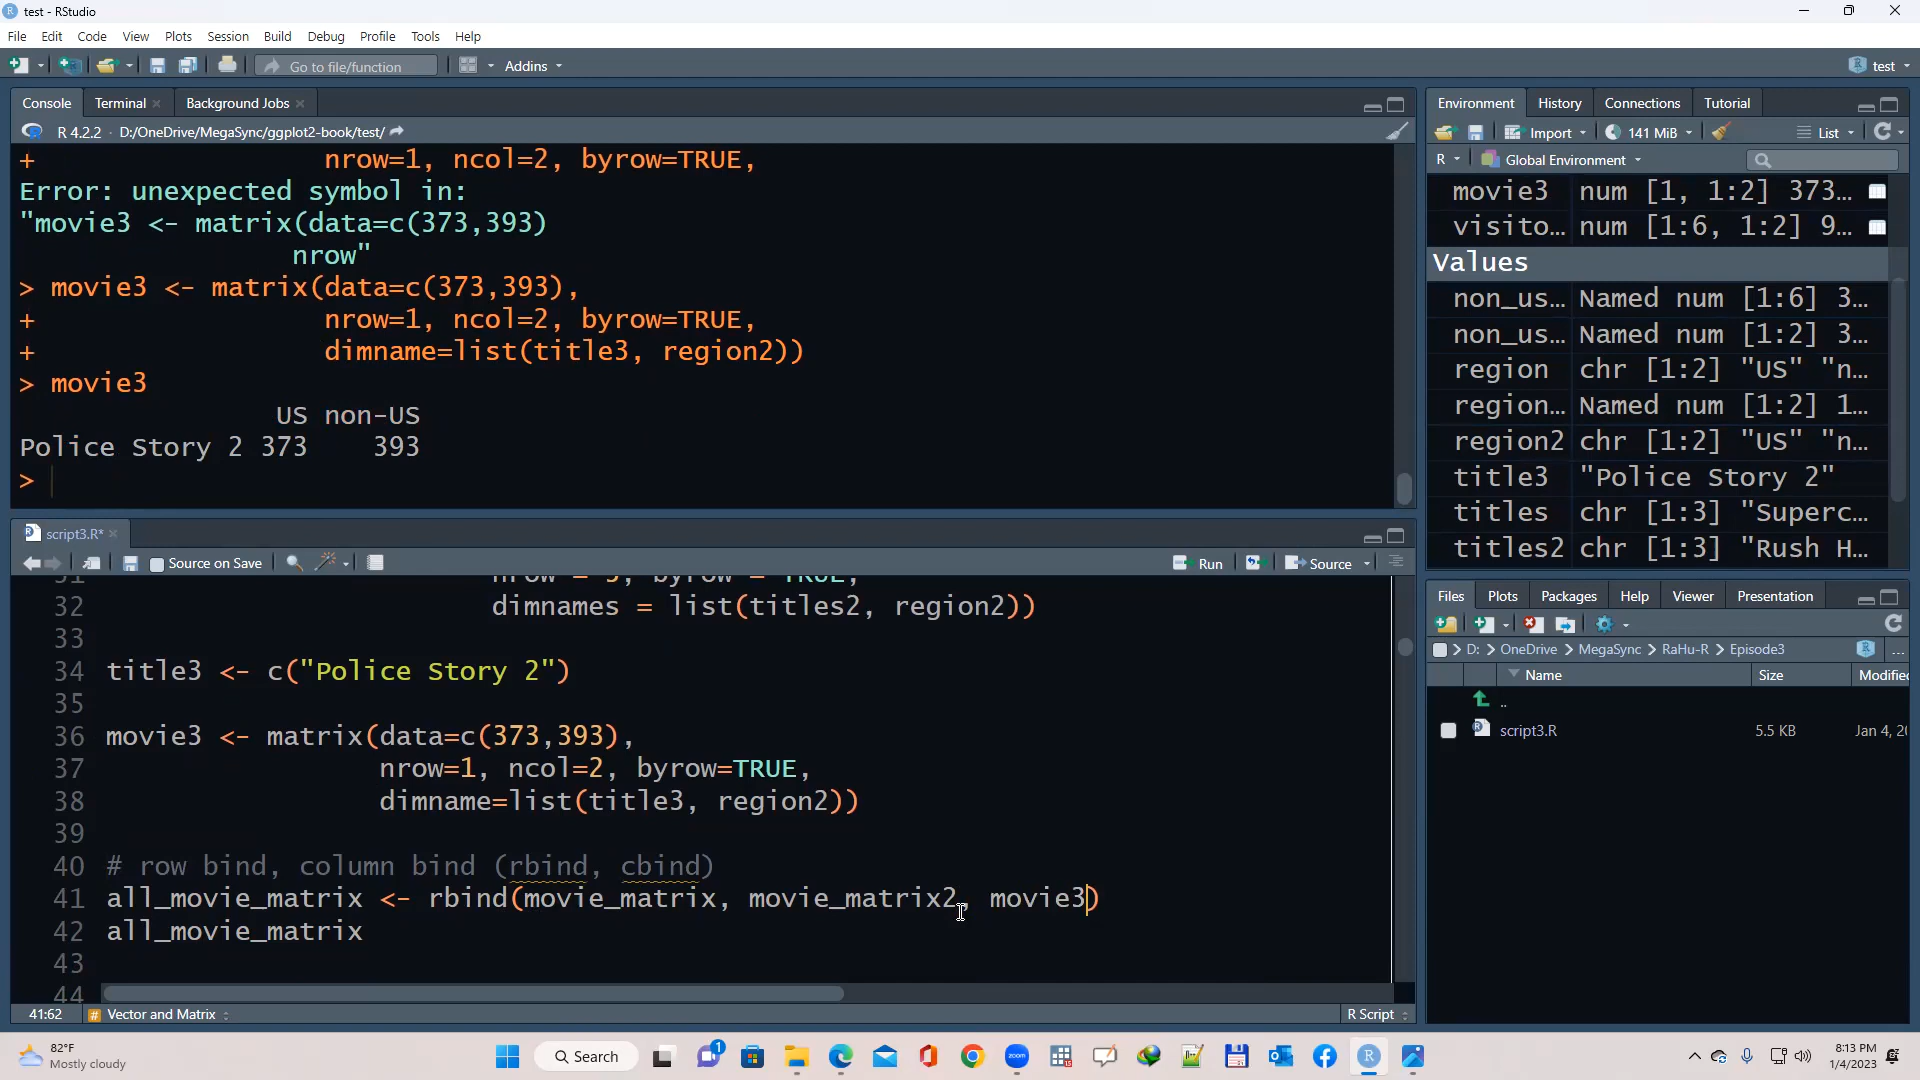 test - RStudio
File Edit Code View Plots Session Build Debug Profile Tools Help
Go to file/function Addins test
Console Terminal Background Jobs
R 4.2.2 · D:/OneDrive/MegaSync/ggplot2-book/test/
+ nrow=1, ncol=2, byrow=TRUE,
Error: unexpected symbol in:
"movie3 <- matrix(data=c(373,393)
nrow"
> movie3 <- matrix(data=c(373,393),
+ nrow=1, ncol=2, byrow=TRUE,
+ dimname=list(title3, region2))
> movie3
US non-US
Police Story 2 373 393
>
script3.R*
Source on Save Run Source
32 dimnames = list(titles2, region2))
33
34 title3 <- c("Police Story 2")
35
36 movie3 <- matrix(data=c(373,393),
37 nrow=1, ncol=2, byrow=TRUE,
38 dimname=list(title3, region2))
39
40 # row bind, column bind (rbind, cbind)
41 all_movie_matrix <- rbind(movie_matrix, movie_matrix2, movie3)
42 all_movie_matrix
43
44
41:62 # Vector and Matrix R Script
Environment History Connections Tutorial
Import 141 MiB List
R Global Environment
movie3 num [1, 1:2] 373…
visito… num [1:6, 1:2] 9…
Values
non_us… Named num [1:6] 3…
non_us… Named num [1:2] 3…
region chr [1:2] "US" "n…
region… Named num [1:2] 1…
region2 chr [1:2] "US" "n…
title3 "Police Story 2"
titles chr [1:3] "Superc…
titles2 chr [1:3] "Rush H…
Files Plots Packages Help Viewer Presentation
D: > OneDrive > MegaSync > RaHu-R > Episode3 ...
Name Size Modified
..
script3.R 5.5 KB Jan 4, 20
82°F
Mostly cloudy
Search
1
zoom
8:13 PM
1/4/2023